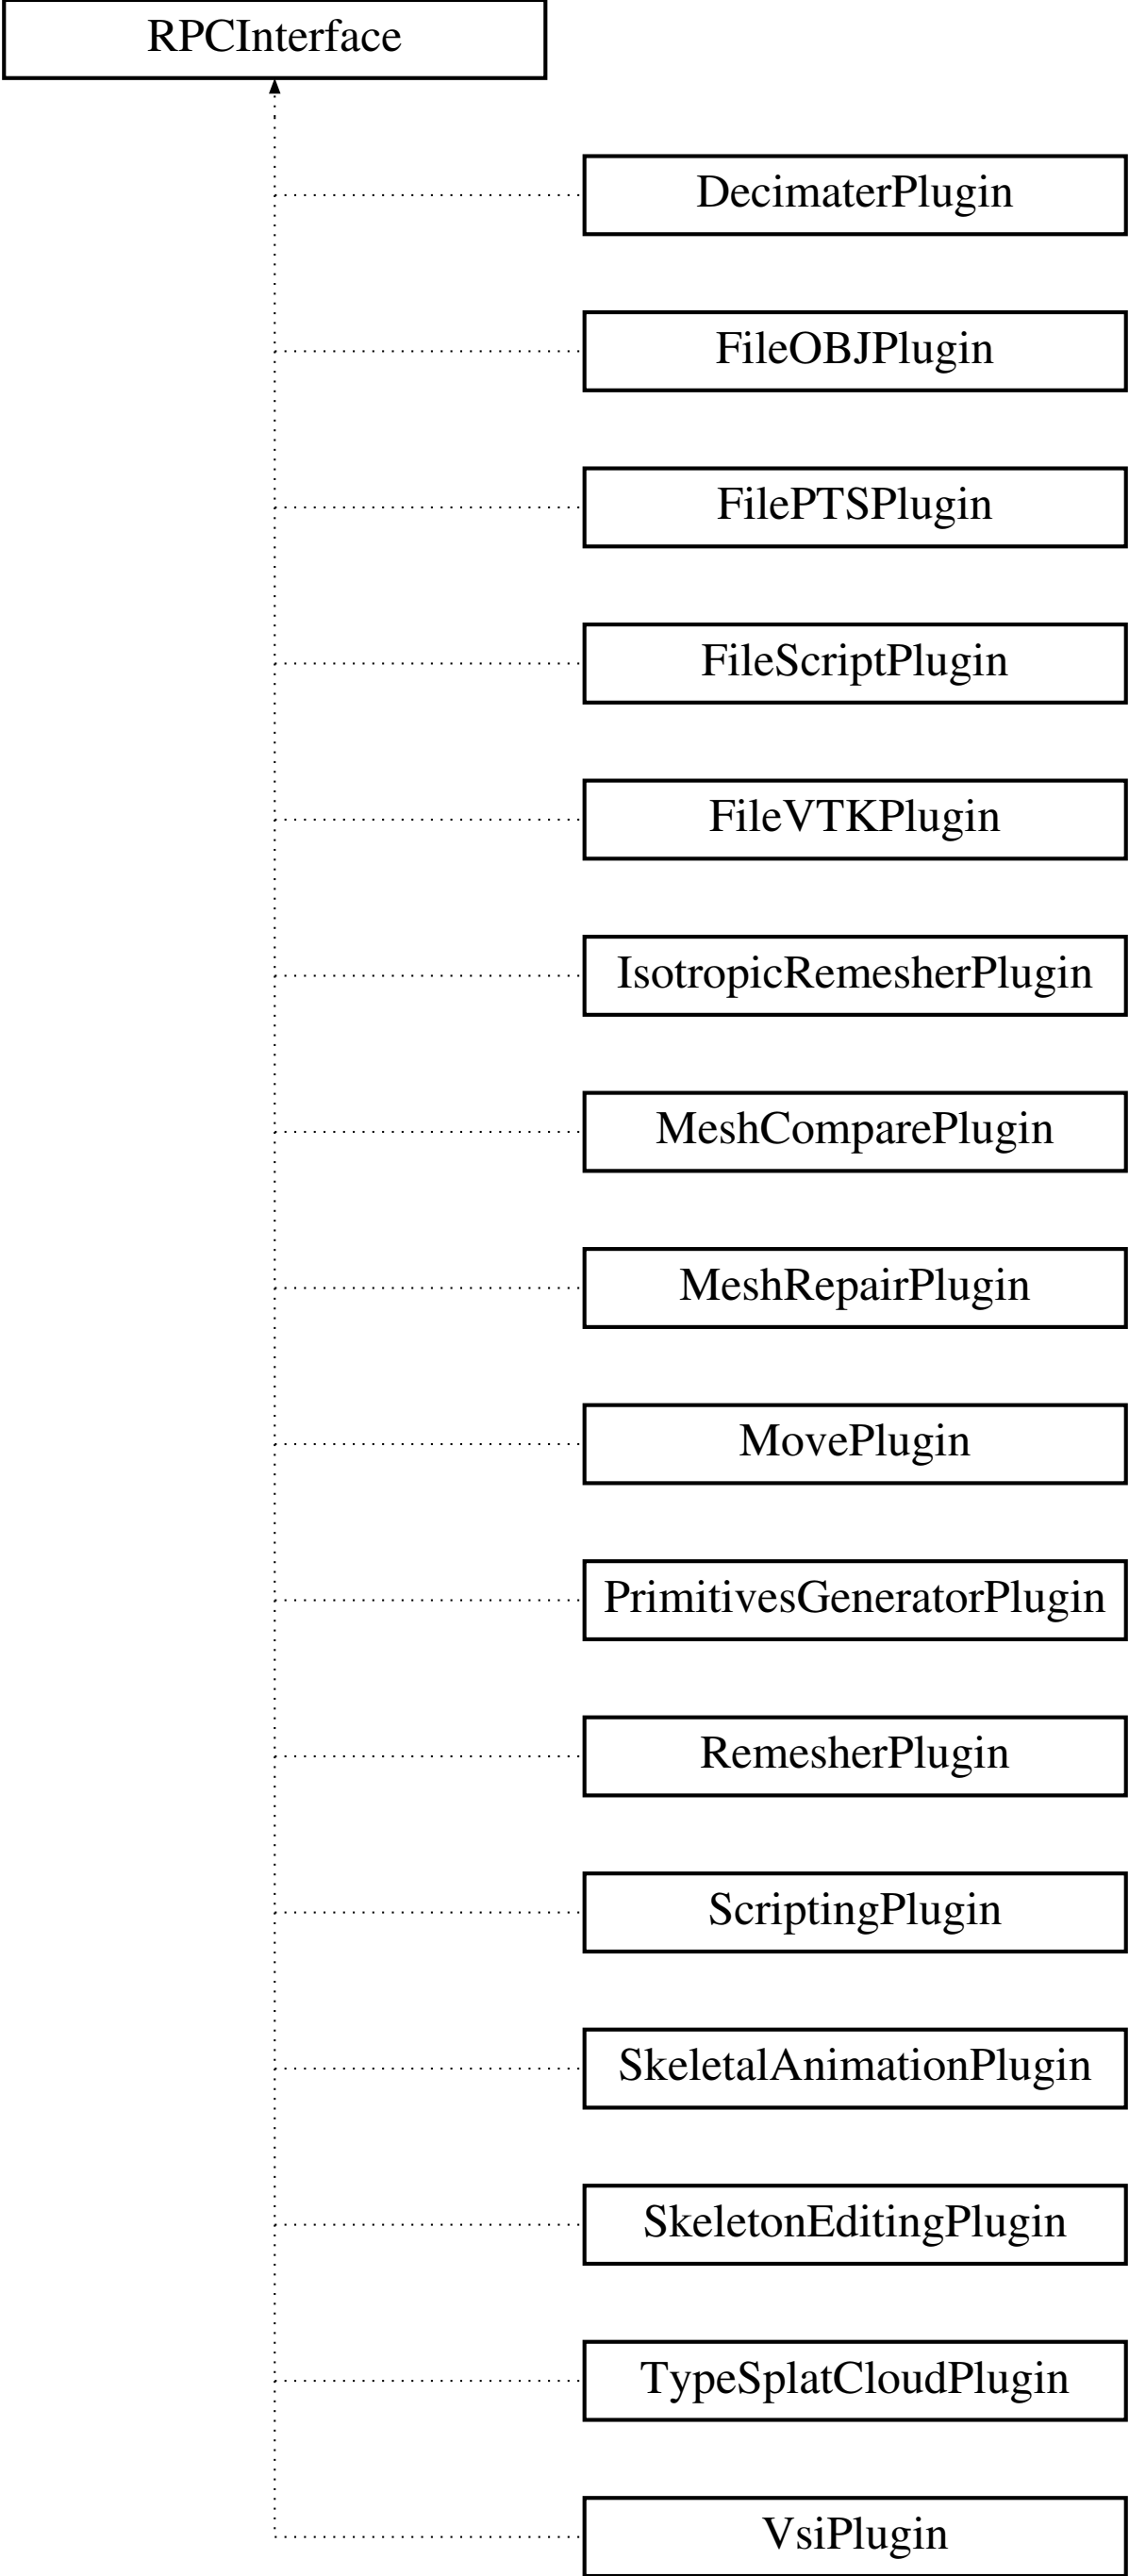 RPCInterface
DecimaterPlugin
FileOBJPlugin
FilePTSPlugin
FileScriptPlugin
FileVTKPlugin
IsotropicRemesherPlugin
MeshComparePlugin
MeshRepairPlugin
MovePlugin
PrimitivesGeneratorPlugin
RemesherPlugin
ScriptingPlugin
SkeletalAnimationPlugin
SkeletonEditingPlugin
TypeSplatCloudPlugin
VsiPlugin